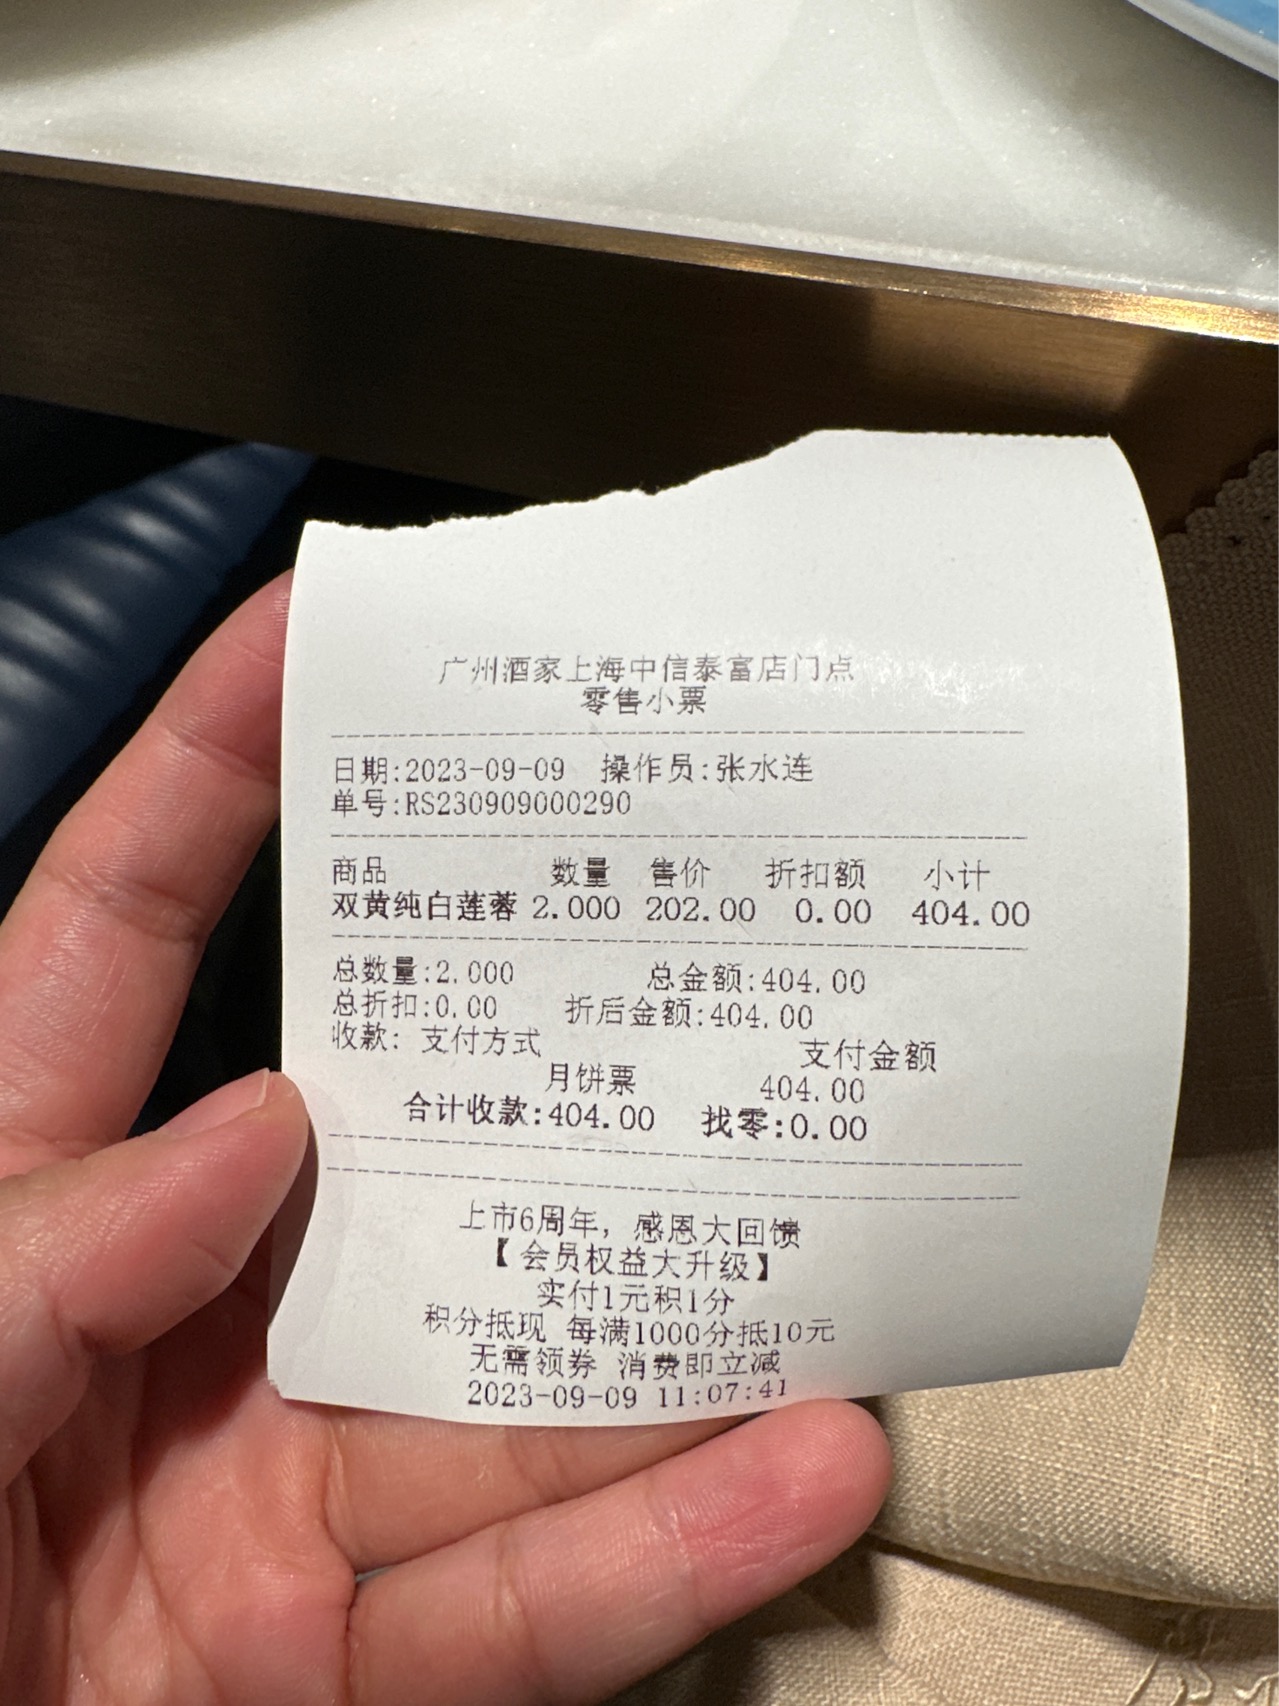 广州酒家上海中信泰富店门点
零售小票
日期:2023-09-09 操作员:张水连
单号:RS230909000290
商品 数量 售价 折扣额 小计
双黄纯白莲蓉 2.000 202.00 0.00 404.00
总数量:2.000 总金额:404.00
总折扣:0.00 折后金额:404.00
收款: 支付方式 支付金额
月饼票 404.00
合计收款:404.00 找零:0.00
上市6周年, 感恩大回馈
【会员权益大升级】
实付1元积1分
积分抵现 每满1000分抵10元
无需领券 消费即立减
2023-09-09 11:07:41